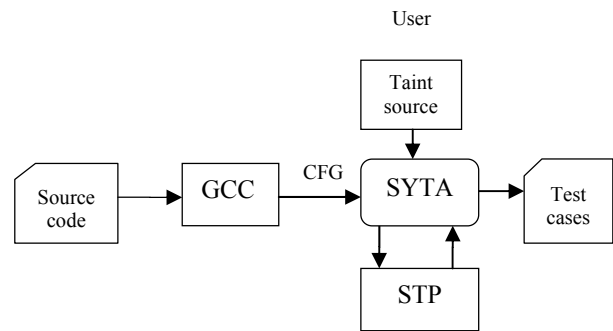 User
Taint
source
CFG
GCC
SYTA
Source
code
Test
cases
STP